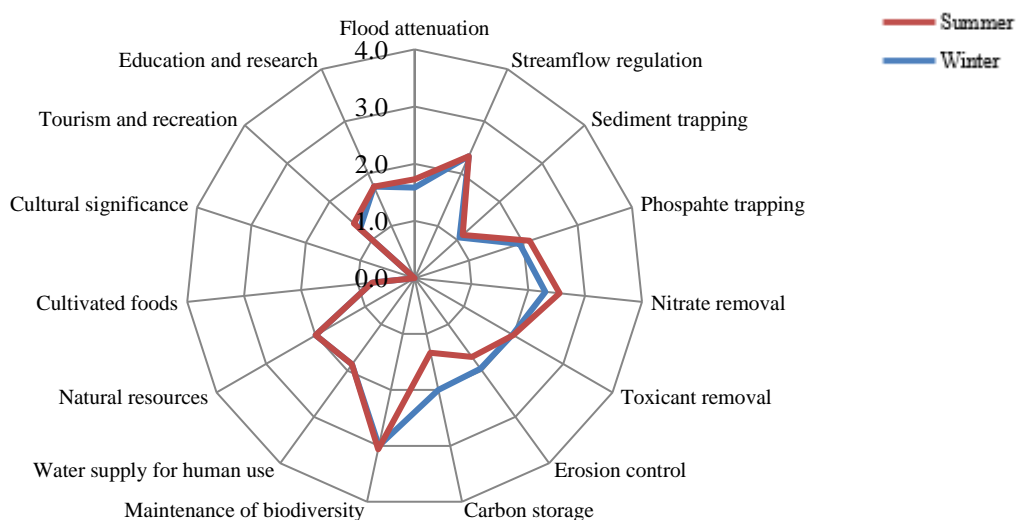 Flood attenuation
Streamflow regulation
Sediment trapping
Phospahte trapping
Nitrate removal
Toxicant removal
Erosion control
Carbon storage
Maintenance of biodiversity
Water supply for human use
Natural resources
Cultivated foods
Cultural significance
Tourism and recreation
Education and research
4.0
3.0
2.0
1.0
0.0
Summer
Winter